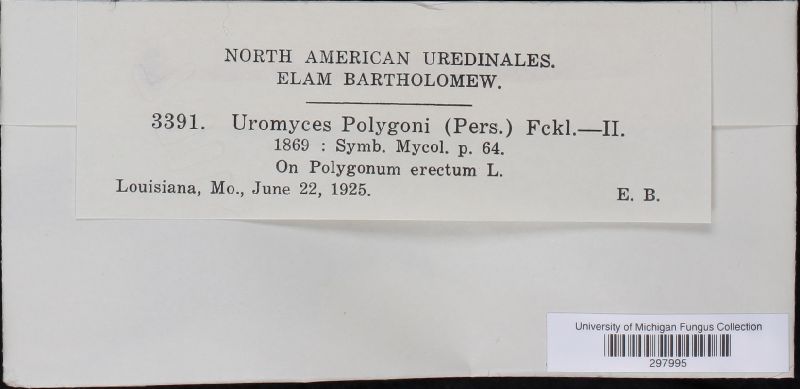 NORTH AMERICAN UREDINALES.
ELAM BARTHOLOMEW.
3391. Uromyces Polygoni (Pers.) Fckl.—II.
1869 : Symb. Mycol. p. 64.
On Polygonum erectum L.
Louisiana, Mo., June 22, 1925. E. B.
University of Michigan Fungus Collection
297995